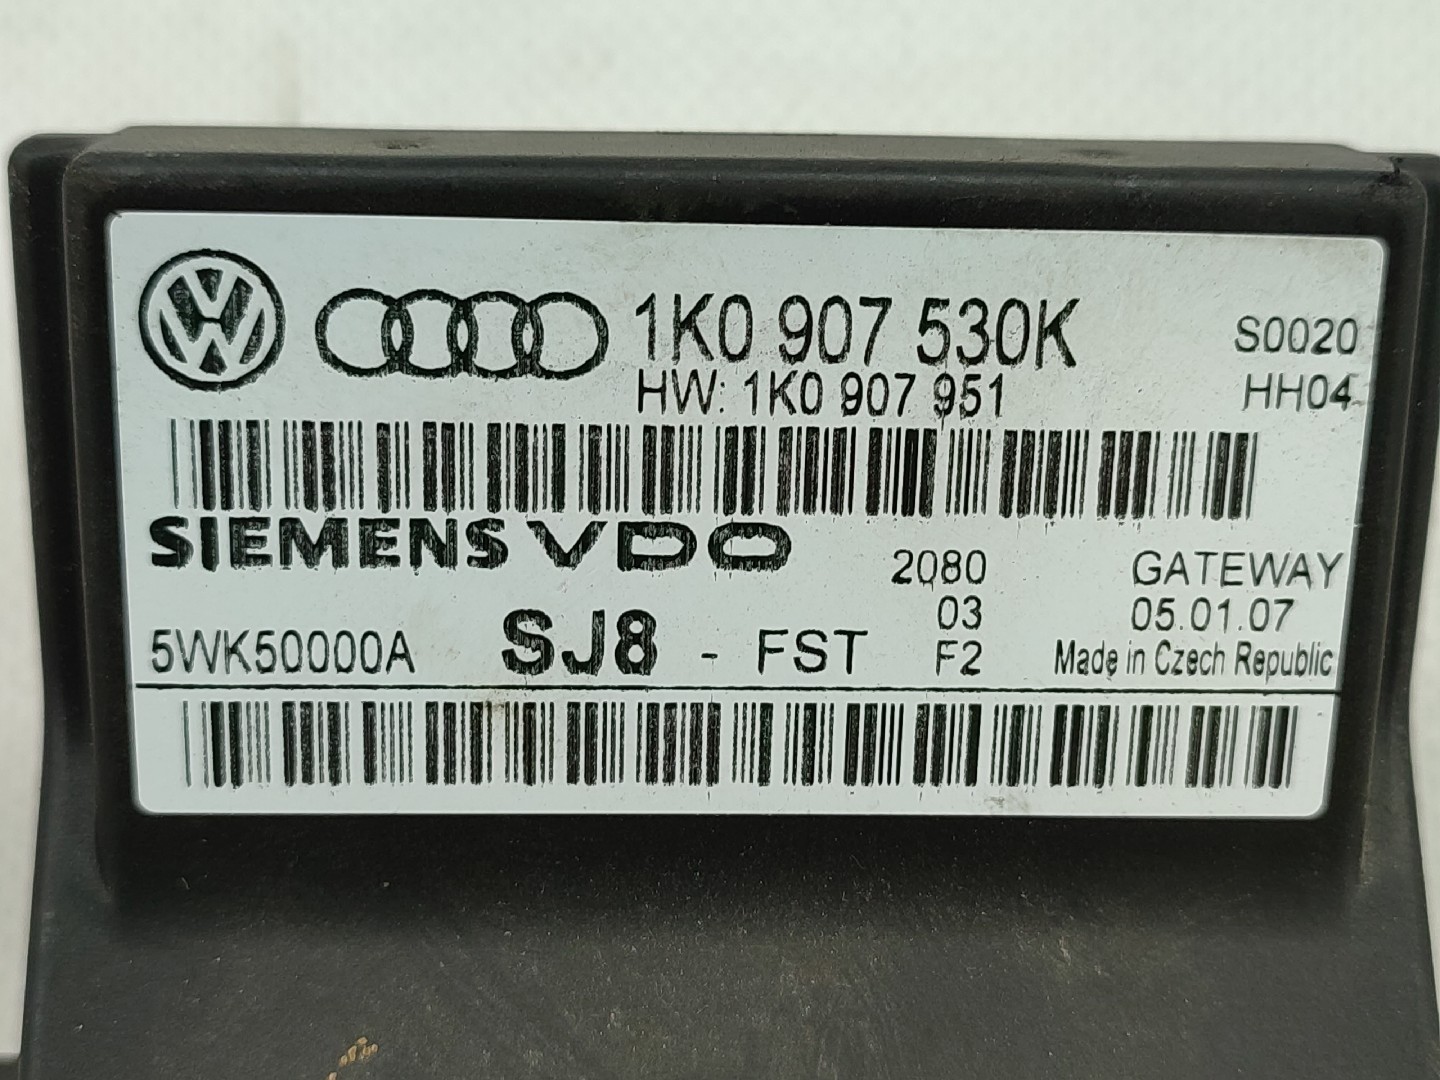 1K0 907 530K S0020
HW: 1K0 907 951 HH04
SIEMENS VDO 2080 GATEWAY
03 05.01.07
5WK50000A SJ8 - FST F2 Made in Czech Republic